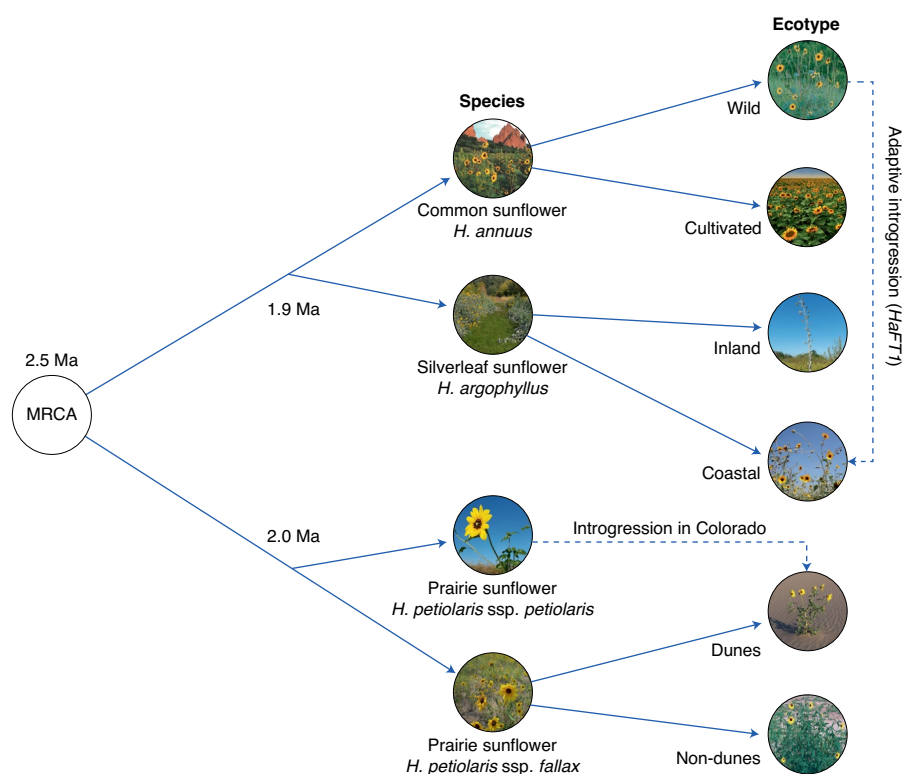 Ecotype
Species
Wild
Common sunflower
H. annuus
Cultivated
Adaptive introgression (HaFT1)
1.9 Ma
Inland
Silverleaf sunflower
H. argophyllus
2.5 Ma
MRCA
Coastal
2.0 Ma
Introgression in Colorado
Prairie sunflower
H. petiolaris ssp. petiolaris
Dunes
Prairie sunflower
H. petiolaris ssp. fallax
Non-dunes